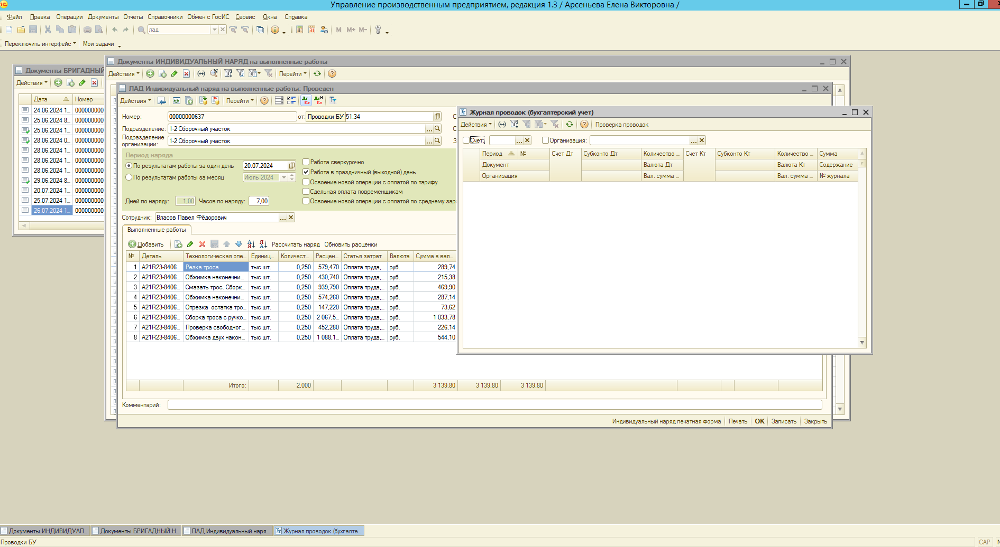 Управление производственным предприятием, редакция 1.3 / Арсеньева Елена Викторовна /
Файл Правка Операции Документы Отчеты Справочники Обмен с ГосИС Сервис Окна Справка
лад M M+ M-
Переключить интерфейс Мои задачи
Документы БРИГАДНЫЙ
Действия
Дата Номер
24.06.2024 1... 000000000.
25.06.2024 8... 000000000.
25.06.2024 1... 000000000.
28.06.2024 0... 000000000.
28.06.2024 1... 000000000.
28.06.2024 1... 000000000.
28.06.2024 1... 000000000.
29.06.2024 8... 000000000.
20.07.2024 1... 000000000.
25.07.2024 1... 000000000.
26.07.2024 1... 000000000.
Документы ИНДИВИДУАЛЬНЫЙ НАРЯД на выполненные работы
Действия Перейти
ПАД Индивидуальный наряд на выполненные работы: Проведен
Действия Перейти
Номер: 00000000637 от: Проводки БУ 51:34
Подразделение: 1-2 Сборочный участок
Подразделение организации: 1-2 Сборочный участок
Период наряда
По результатам работы за один день 20.07.2024
По результатам работы за месяц Июль 2024
Дней по наряду: 1,00 Часов по наряду: 7,00
Работа сверхурочно
Работа в праздничный (выходной) день
Освоение новой операции с оплатой по тарифу
Сдельная оплата повременщикам
Освоение новой операции с оплатой по среднему зара
Сотрудник: Власов Павел Фёдорович
Выполненные работы
Добавить Рассчитать наряд Обновить расценки
№ Деталь Технологическая опе... Единиц... Количест... Расцен... Статья затрат Валюта Сумма в вал...
1 A21R23-8406... Резка троса тыс.шт. 0,250 579,470 Оплата труда,... руб. 289,74
2 A21R23-8406... Обжимка наконечни... тыс.шт. 0,250 430,740 Оплата труда,... руб. 215,38
3 A21R23-8406... Смазать трос. Сборк... тыс.шт. 0,250 939,790 Оплата труда,... руб. 469,90
4 A21R23-8406... Обжимка наконечни... тыс.шт. 0,250 574,260 Оплата труда,... руб. 287,14
5 A21R23-8406... Отрезка остатка тро... тыс.шт. 0,250 147,220 Оплата труда,... руб. 73,62
6 A21R23-8406... Сборка троса с ручко... тыс.шт. 0,250 2 067,5... Оплата труда,... руб. 1 033,78
7 A21R23-8406... Проверка свободног... тыс.шт. 0,250 452,280 Оплата труда,... руб. 226,14
8 A21R23-8406... Обжимка двух након... тыс.шт. 0,250 1 088,1... Оплата труда,... руб. 544,10
Итого: 2,000 3 139,80 3 139,80 3 139,80
Комментарий:
Индивидуальный наряд печатная форма Печать OK Записать Закрыть
Журнал проводок (бухгалтерский учет)
Действия Проверка проводок
Счет: Организация:
Период № Счет Дт Субконто Дт Количество ... Счет Кт Субконто Кт Количество ... Сумма
Документ Валюта Дт Валюта Кт Содержание
Организация Вал. сумма ... Вал. сумма ... № журнала
Документы ИНДИВИДУАЛ... Документы БРИГАДНЫЙ Н... ПАД Индивидуальный наря... Журнал проводок (бухгалте...
Проводки БУ CAP